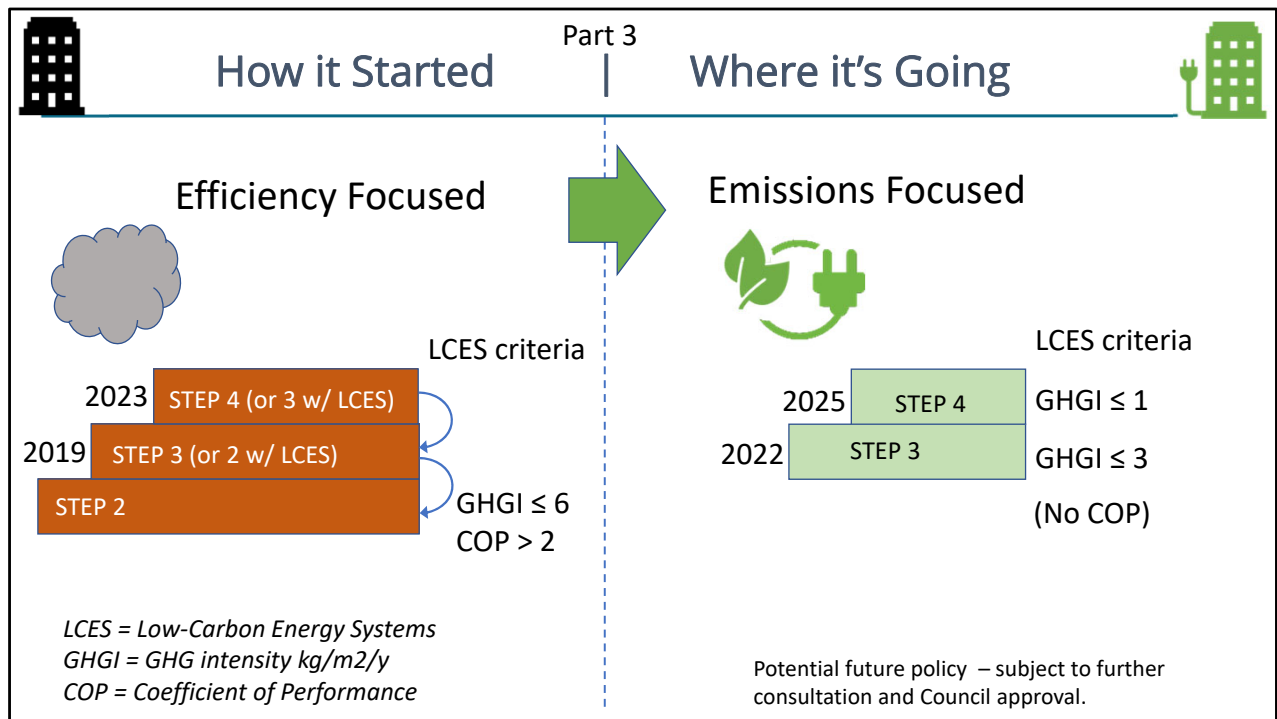 Part 3
How it Started
Where it's Going
Efficiency Focused
LCES criteria
2023
STEP 4 (or 3 w/ LCES)
2019
STEP 3 (or 2 w/ LCES)
STEP 2
GHGI ≤ 6
COP > 2
LCES = Low-Carbon Energy Systems
GHGI = GHG intensity kg/m2/y
COP = Coefficient of Performance
Emissions Focused
LCES criteria
2025
STEP 4
GHGI ≤ 1
2022
STEP 3
GHGI ≤ 3
(No COP)
Potential future policy – subject to further
consultation and Council approval.